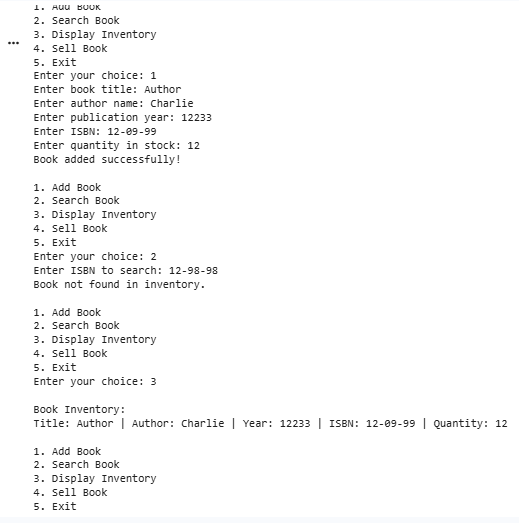 1. Add Book
2. Search Book
3. Display Inventory
4. Sell Book
5. Exit
Enter your choice: 1
Enter book title: Author
Enter author name: Charlie
Enter publication year: 12233
Enter ISBN: 12-09-99
Enter quantity in stock: 12
Book added successfully!

1. Add Book
2. Search Book
3. Display Inventory
4. Sell Book
5. Exit
Enter your choice: 2
Enter ISBN to search: 12-98-98
Book not found in inventory.

1. Add Book
2. Search Book
3. Display Inventory
4. Sell Book
5. Exit
Enter your choice: 3

Book Inventory:
Title: Author | Author: Charlie | Year: 12233 | ISBN: 12-09-99 | Quantity: 12

1. Add Book
2. Search Book
3. Display Inventory
4. Sell Book
5. Exit